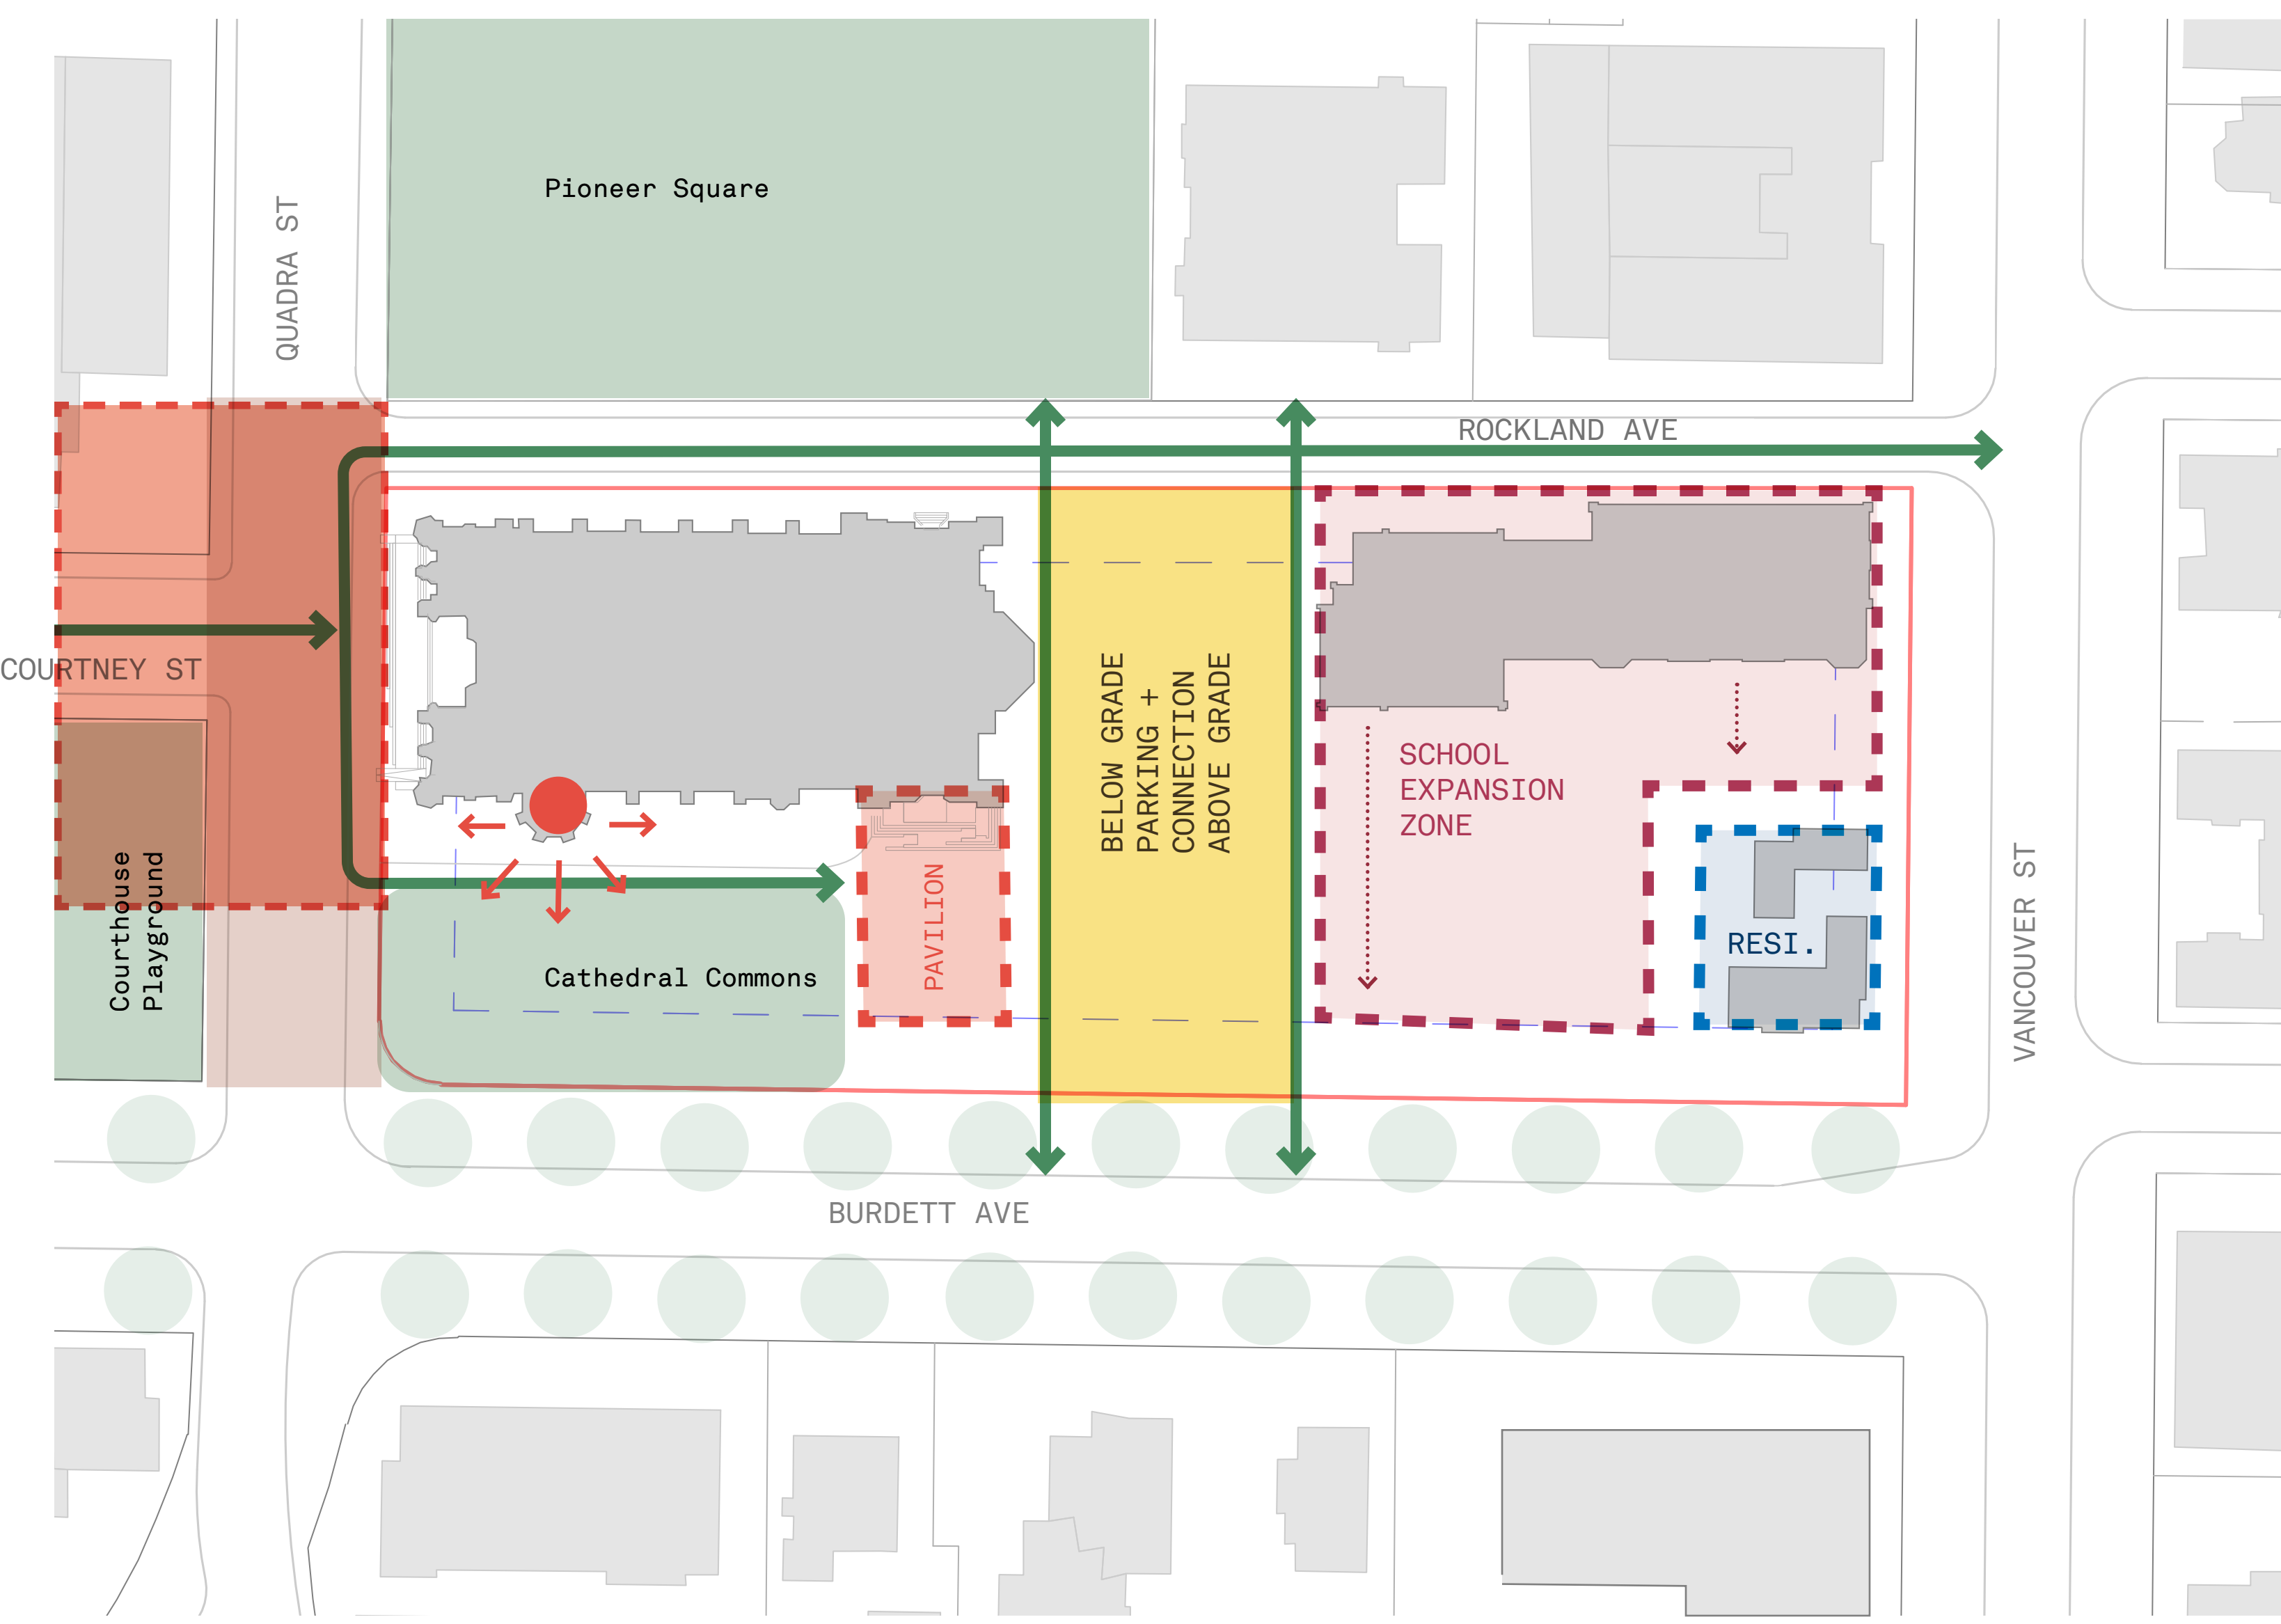 Pioneer Square
QUADRA ST
ROCKLAND AVE
COURTNEY ST
BELOW GRADE
PARKING +
CONNECTION
ABOVE GRADE
SCHOOL
EXPANSION
ZONE
Courthouse
Playground
PAVILION
RESI.
Cathedral Commons
VANCOUVER ST
BURDETT AVE